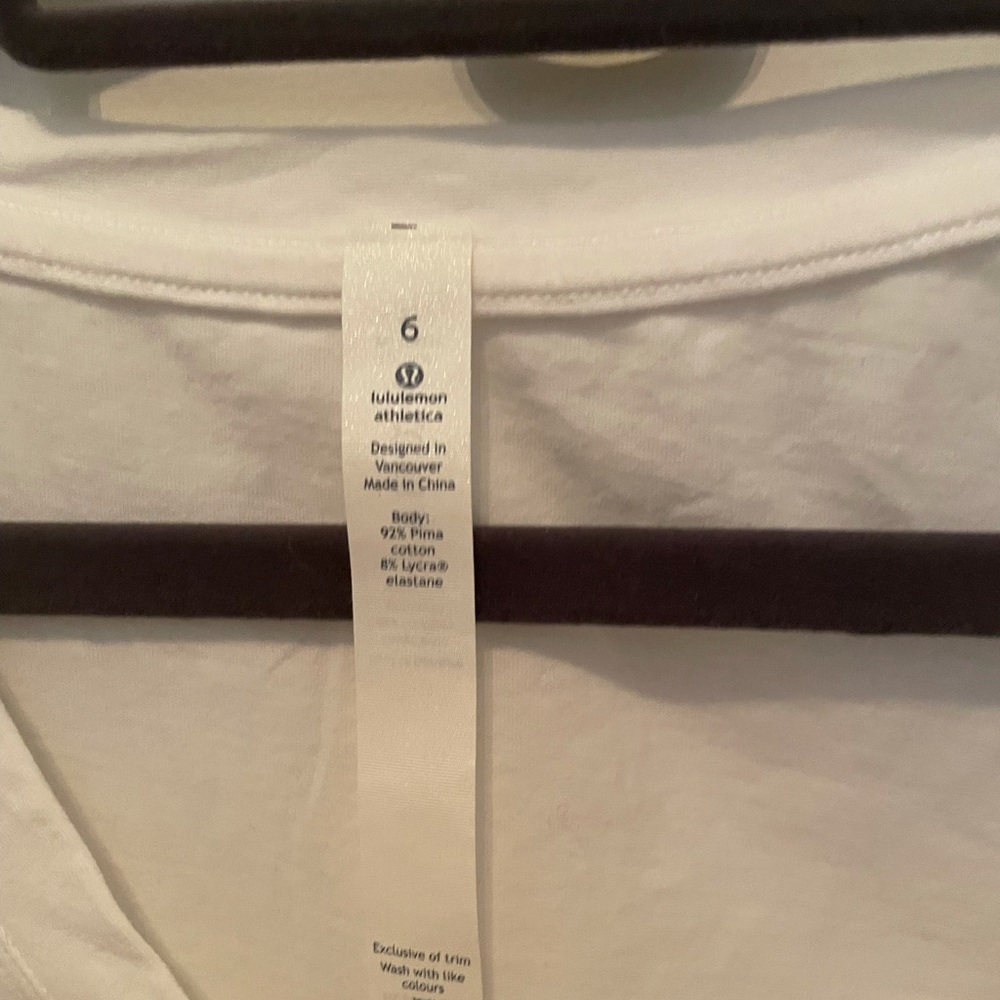 6
lululemon
athletica
Designed in
Vancouver
Made in China
Body:
92% Pima
cotton
8% Lycra®
elastane
Exclusive of trim
Wash with like
colours